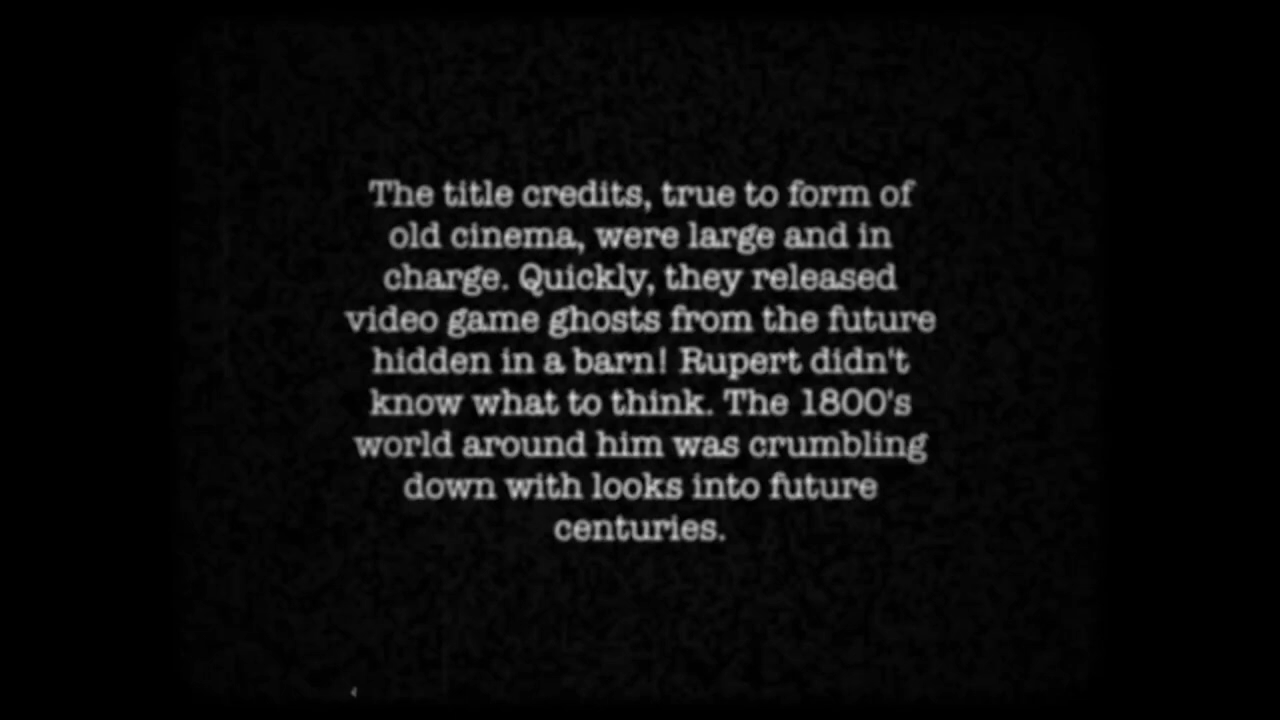 The title credits, true to form of
old cinema, were large and in
charge. Quickly, they released
video game ghosts from the future
hidden in a barn! Rupert didn't
know what to think. The 1800's
world around him was crumbling
down with looks into future
centuries.